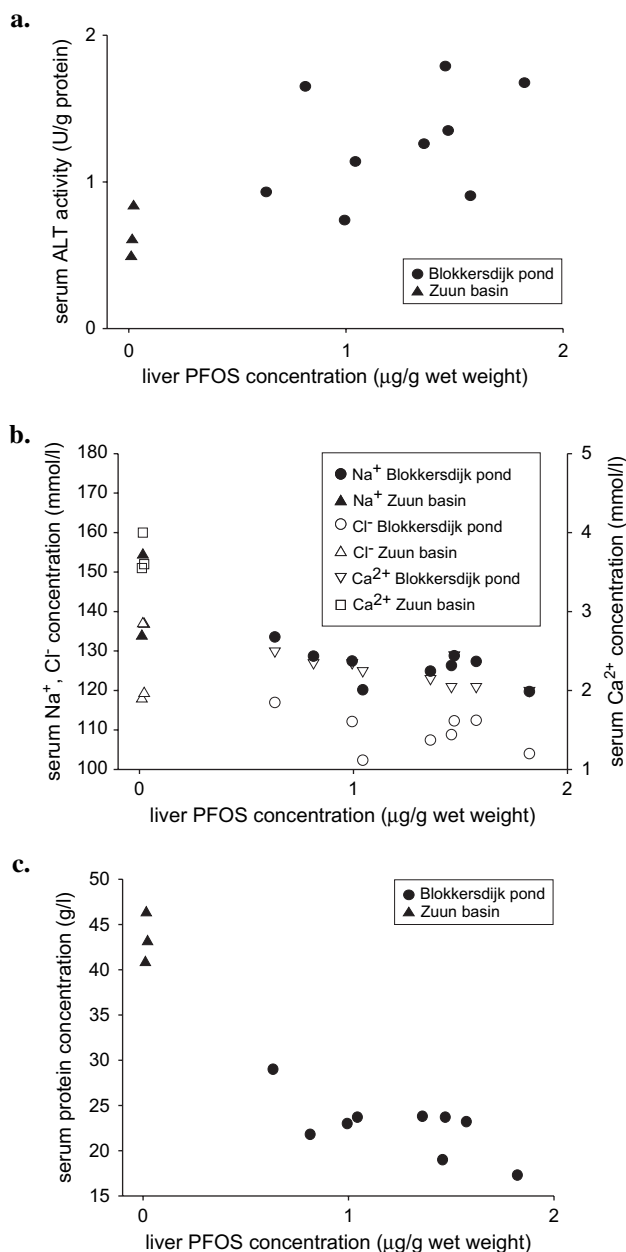 a.
serum ALT activity (U/g protein)
2
1
0
Blokkersdijk pond
Zuun basin
0 1 2
liver PFOS concentration (µg/g wet weight)
b.
serum Na⁺, Cl⁻ concentration (mmol/l)
180
170
160
150
140
130
120
110
100
Na⁺ Blokkersdijk pond
Na⁺ Zuun basin
Cl⁻ Blokkersdijk pond
Cl⁻ Zuun basin
Ca²⁺ Blokkersdijk pond
Ca²⁺ Zuun basin
5
4
3
2
1
serum Ca²⁺ concentration (mmol/l)
0 1 2
liver PFOS concentration (µg/g wet weight)
c.
serum protein concentration (g/l)
50
45
40
35
30
25
20
15
Blokkersdijk pond
Zuun basin
0 1 2
liver PFOS concentration (µg/g wet weight)